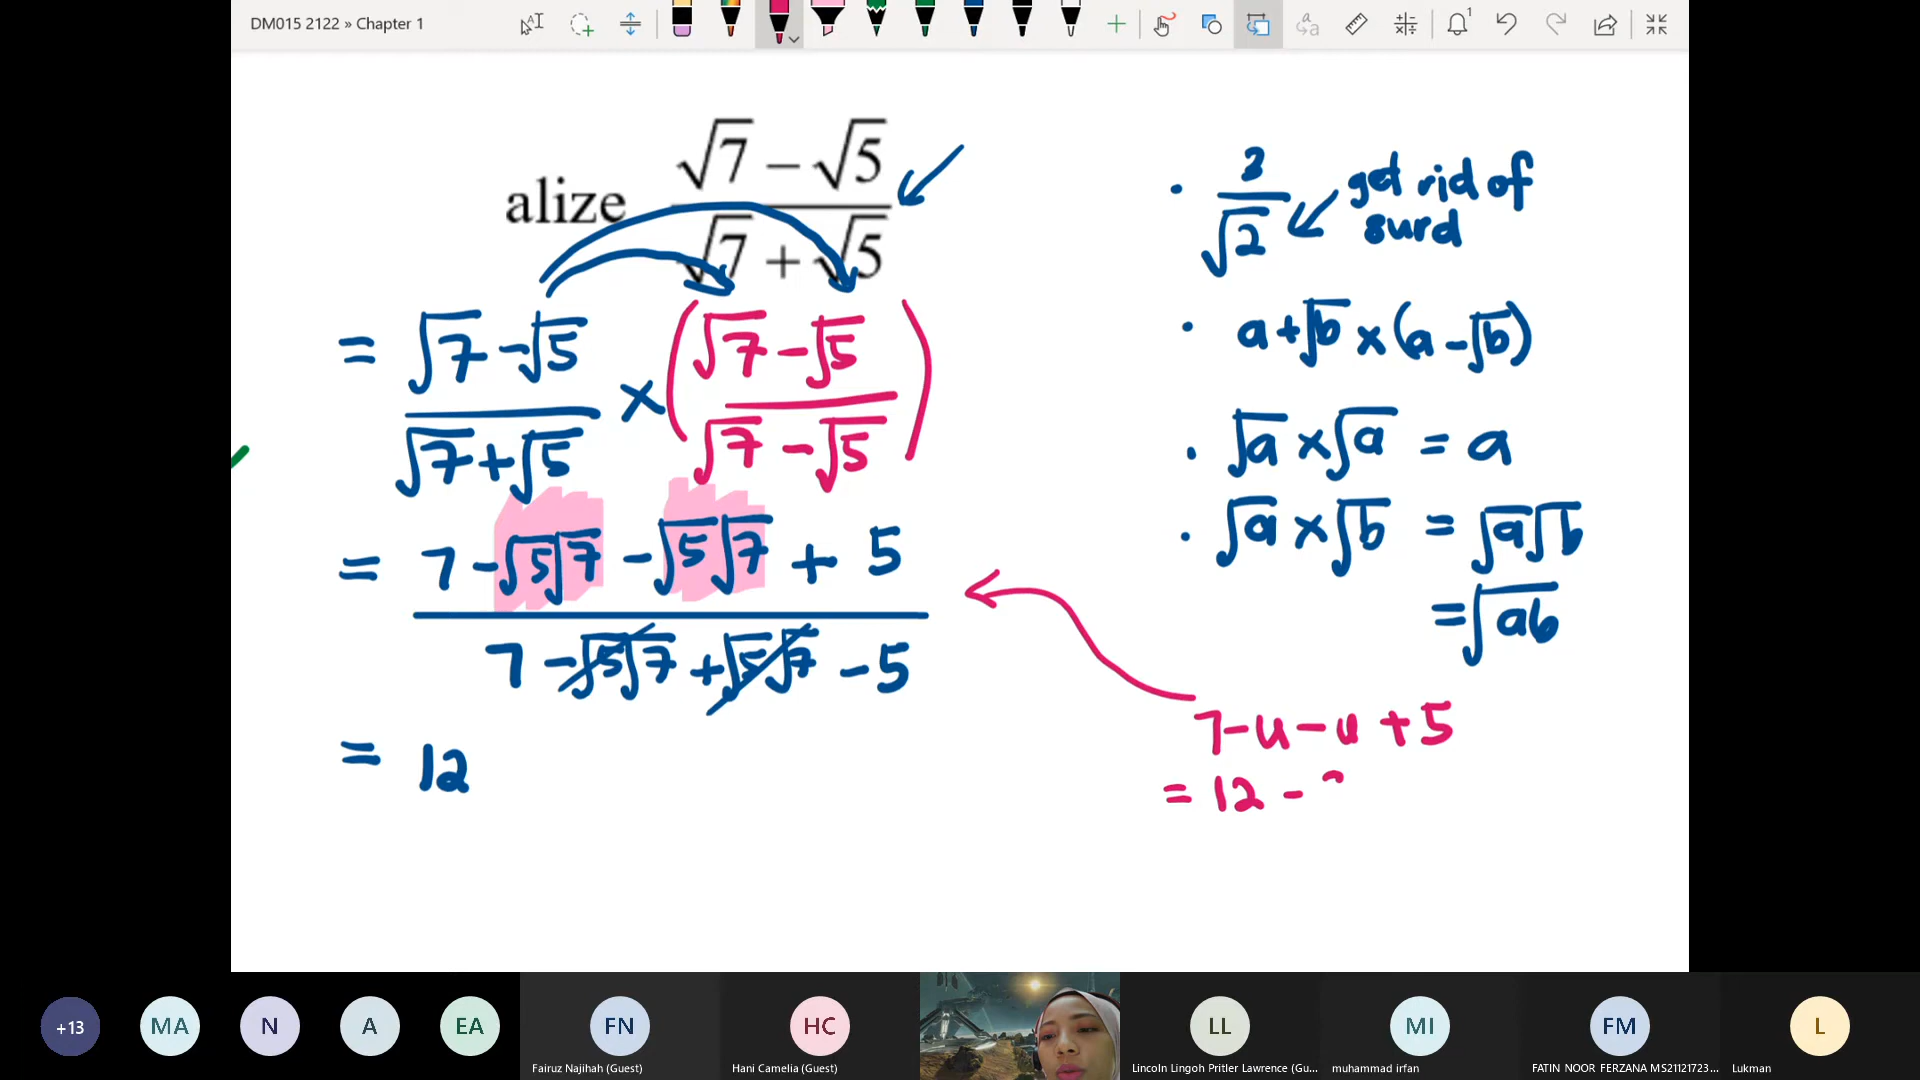 DM015 2122 » Chapter 1
alize (√7 − √5)/(√7 + √5)
= (√7 − √5)/(√7 + √5) × ((√7 − √5)/(√7 − √5))
= (7 − √5√7 − √5√7 + 5)/(7 − √5√7 + √5√7 − 5)
= 12
• 3/√2 get rid of
surd
• a + √b × (a − √b)
• √a × √a = a
• √a × √b = √a√b
= √ab
7 − u − u + 5
= 12 −
+13
MA
N
A
EA
FN
Fairuz Najihah (Guest)
HC
Hani Camelia (Guest)
LL
Lincoln Lingoh Pritler Lawrence (Gu...
MI
muhammad irfan
FM
FATIN NOOR FERZANA MS21121723...
L
Lukman